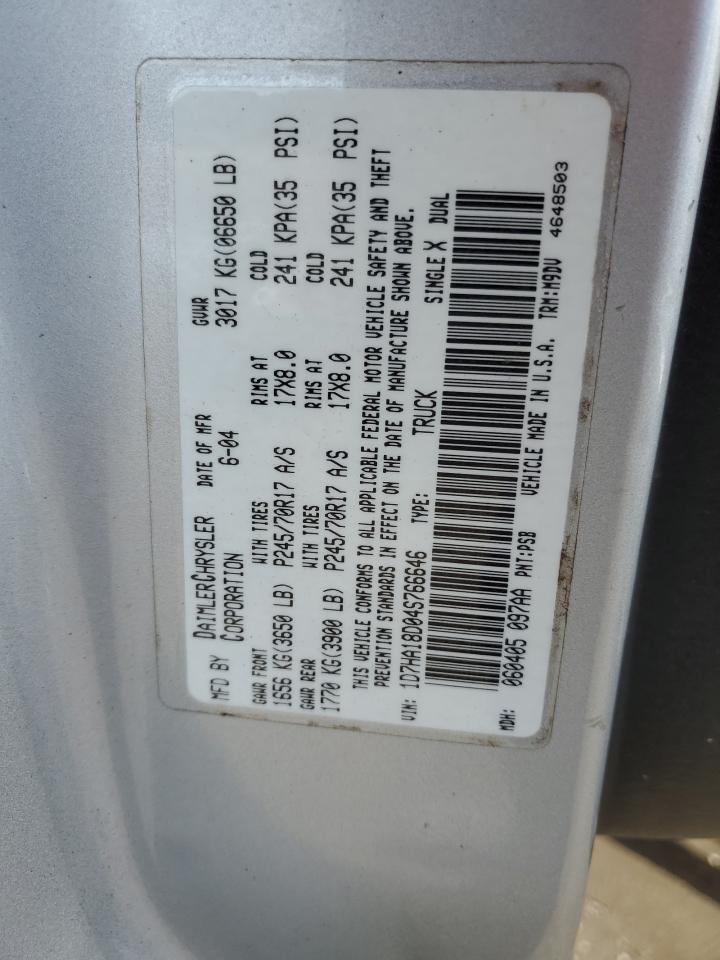 MFD BY DAIMLERCHRYSLER CORPORATION DATE OF MFR 6-04 GVWR 3017 KG(06650 LB)
GAWR FRONT WITH TIRES RIMS AT COLD
1656 KG(3650 LB) P245/70R17 A/S 17X8.0 241 KPA(35 PSI)
GAWR REAR WITH TIRES RIMS AT COLD
1770 KG(3900 LB) P245/70R17 A/S 17X8.0 241 KPA(35 PSI)
THIS VEHICLE CONFORMS TO ALL APPLICABLE FEDERAL MOTOR VEHICLE SAFETY AND THEFT
PREVENTION STANDARDS IN EFFECT ON THE DATE OF MANUFACTURE SHOWN ABOVE.
VIN: 1D7HA18D04S766646 TYPE: TRUCK SINGLE X DUAL
MDH: 060405 097AA PNT:PSB VEHICLE MADE IN U.S.A. TRM:M9DV 4648503